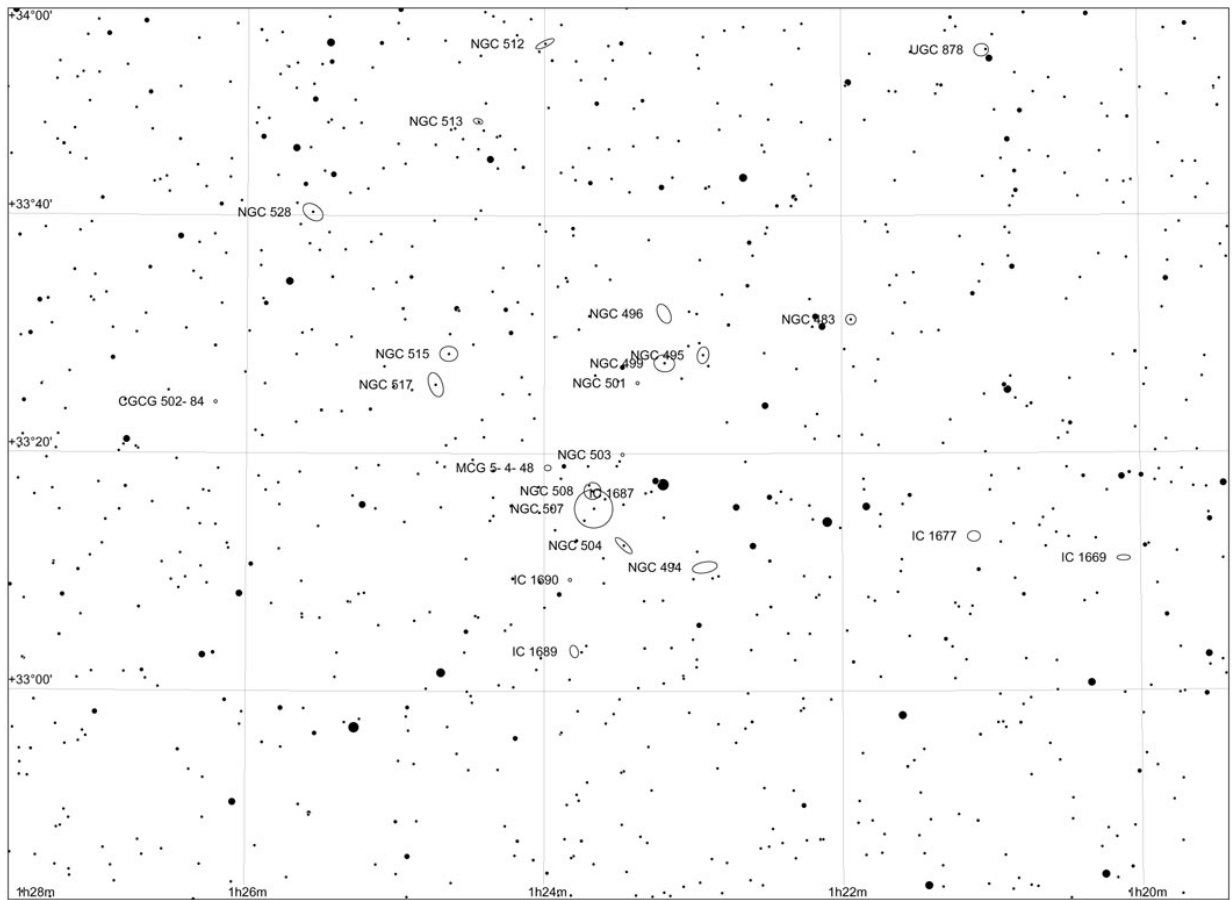 +34°00'
NGC 512
UGC 878
NGC 513
+33°40'
NGC 528
NGC 496
NGC 483
NGC 515
NGC 495
NGC 499
NGC 517
NGC 501
CGCG 502- 84
+33°20'
NGC 503
MCG 5- 4- 48
NGC 508
IC 1687
NGC 507
IC 1677
NGC 504
IC 1669
NGC 494
IC 1690
IC 1689
+33°00'
1h28m
1h26m
1h24m
1h22m
1h20m